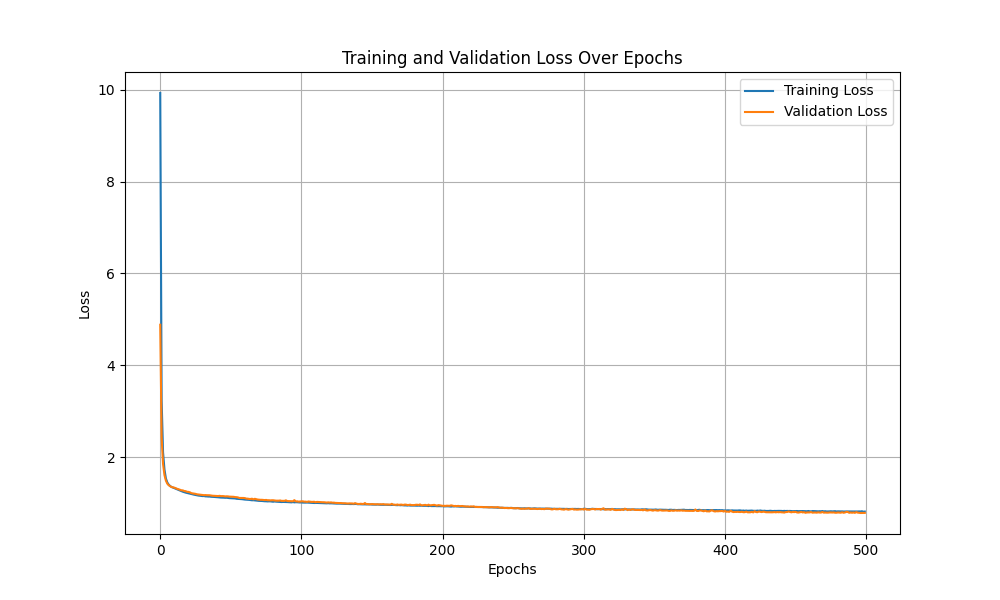 Training and Validation Loss Over Epochs
Training Loss
Validation Loss
10
8
6
4
2
Loss
0 100 200 300 400 500
Epochs